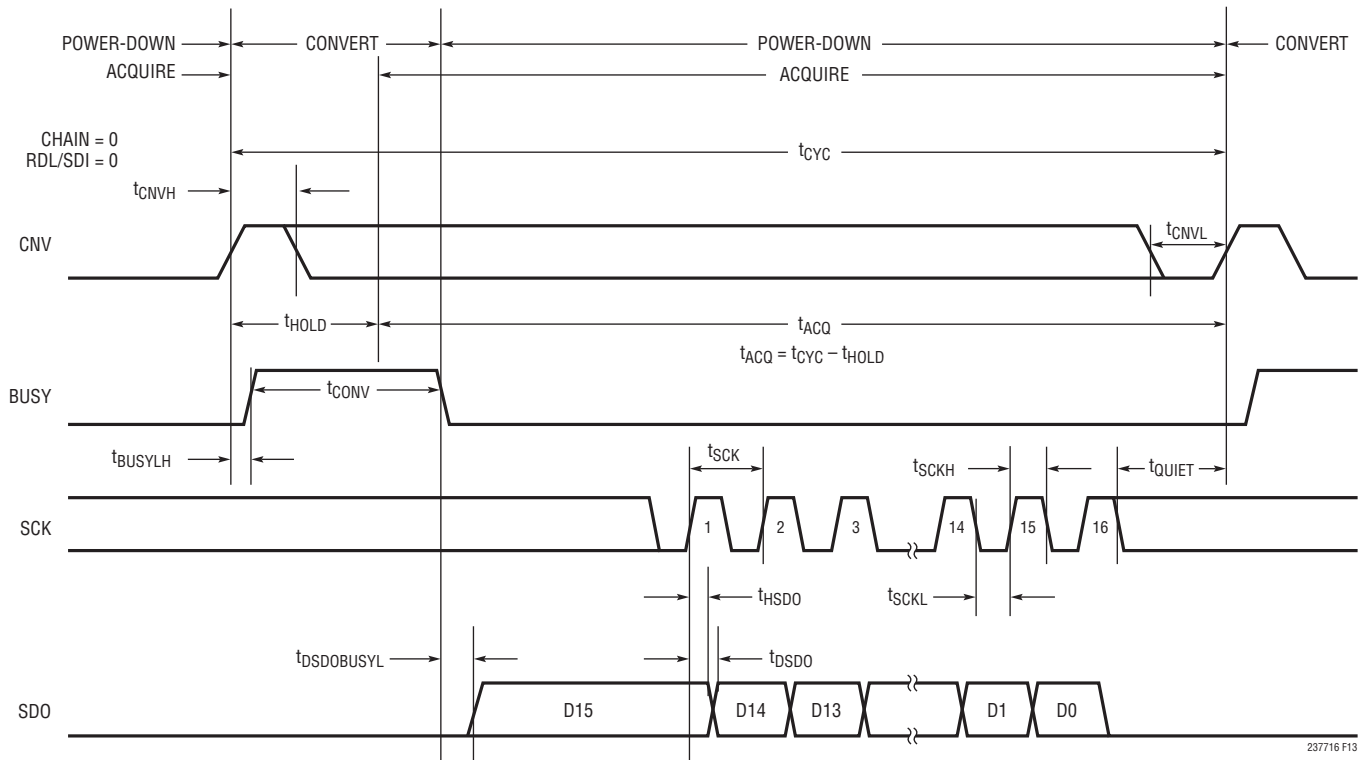 POWER-DOWN CONVERT POWER-DOWN CONVERT
ACQUIRE ACQUIRE
CHAIN = 0
RDL/SDI = 0
tCYC
tCNVH
CNV
tCNVL
tHOLD tACQ
tACQ = tCYC – tHOLD
BUSY
tCONV
tBUSYLH
tSCK tSCKH tQUIET
SCK
1 2 3 14 15 16
tHSDO tSCKL
tDSDOBUSYL tDSDO
SDO
D15 D14 D13 D1 D0
237716 F13